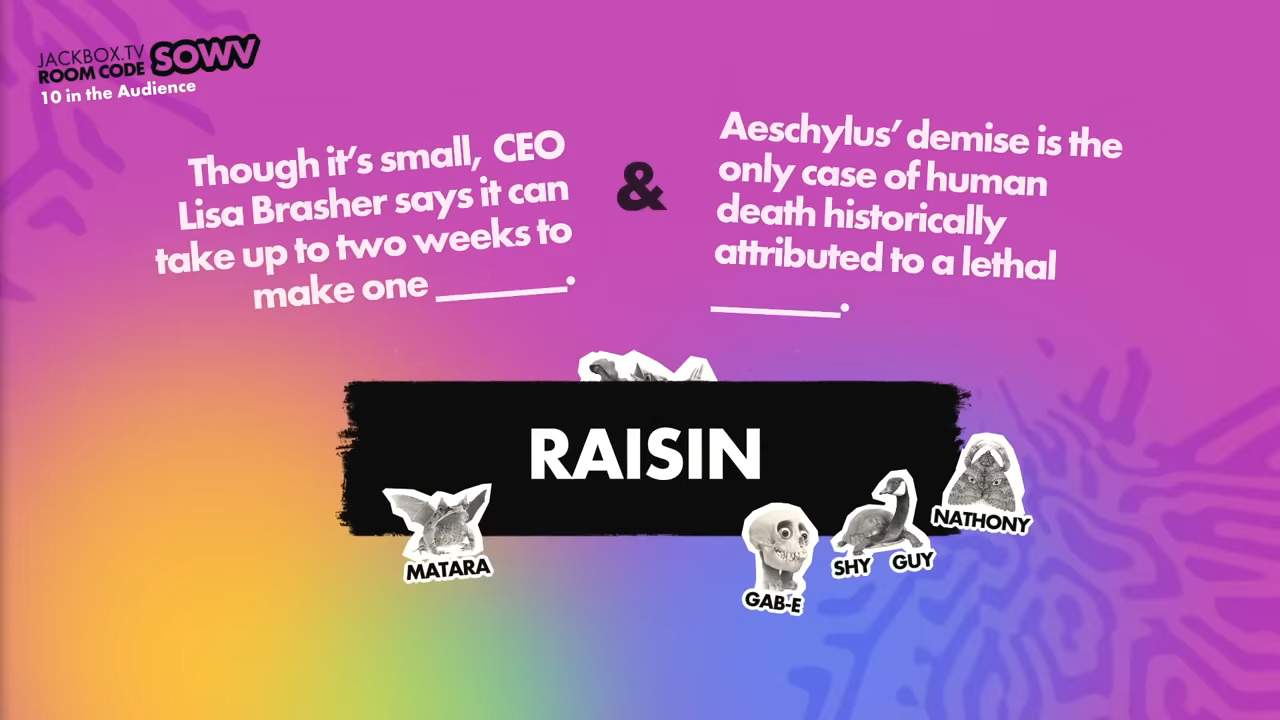 JACKBOX.TV
ROOM CODE SOWV
10 in the Audience
Though it's small, CEO
Lisa Brasher says it can
take up to two weeks to
make one ______.
&
Aeschylus' demise is the
only case of human
death historically
attributed to a lethal
______.
RAISIN
MATARA
GAB-E
SHY GUY
NATHONY